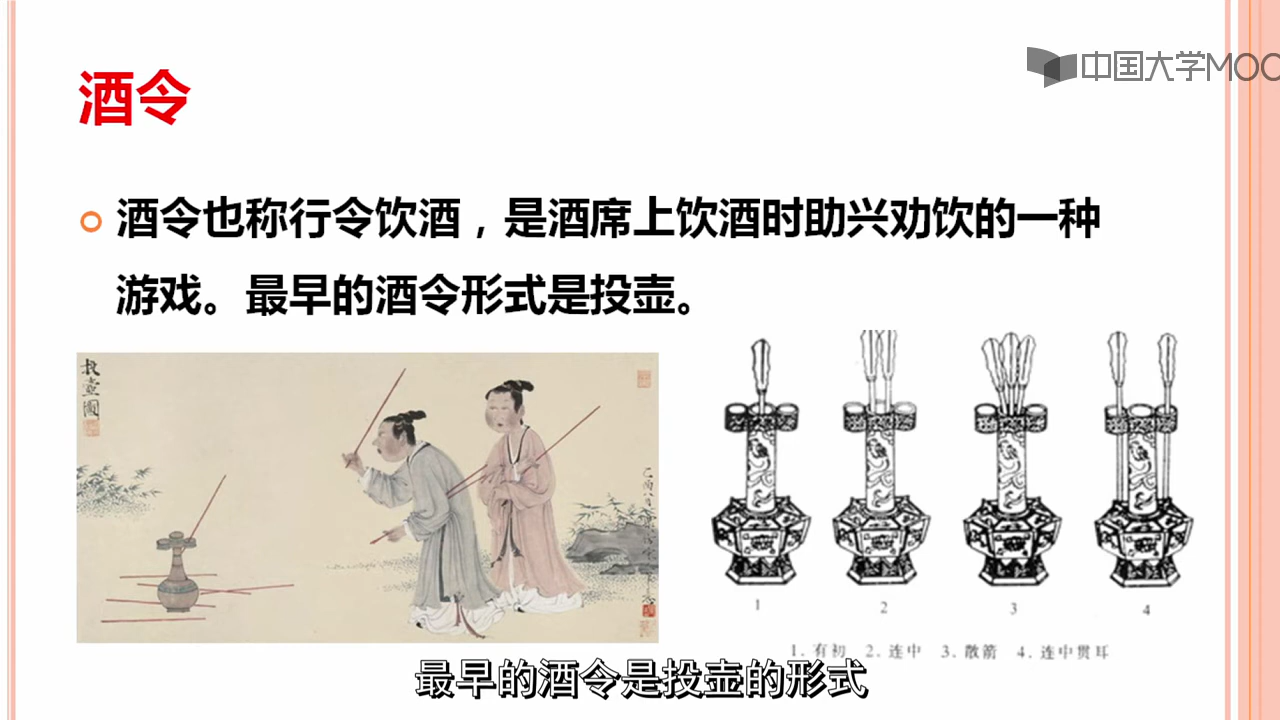 中国大学MOO
酒令
酒令也称行令饮酒，是酒席上饮酒时助兴劝饮的一种
游戏。最早的酒令形式是投壶。
投壶图
1 2 3 4
1. 有初 2. 连中 3. 散箭 4. 连中贯耳
最早的酒令是投壶的形式